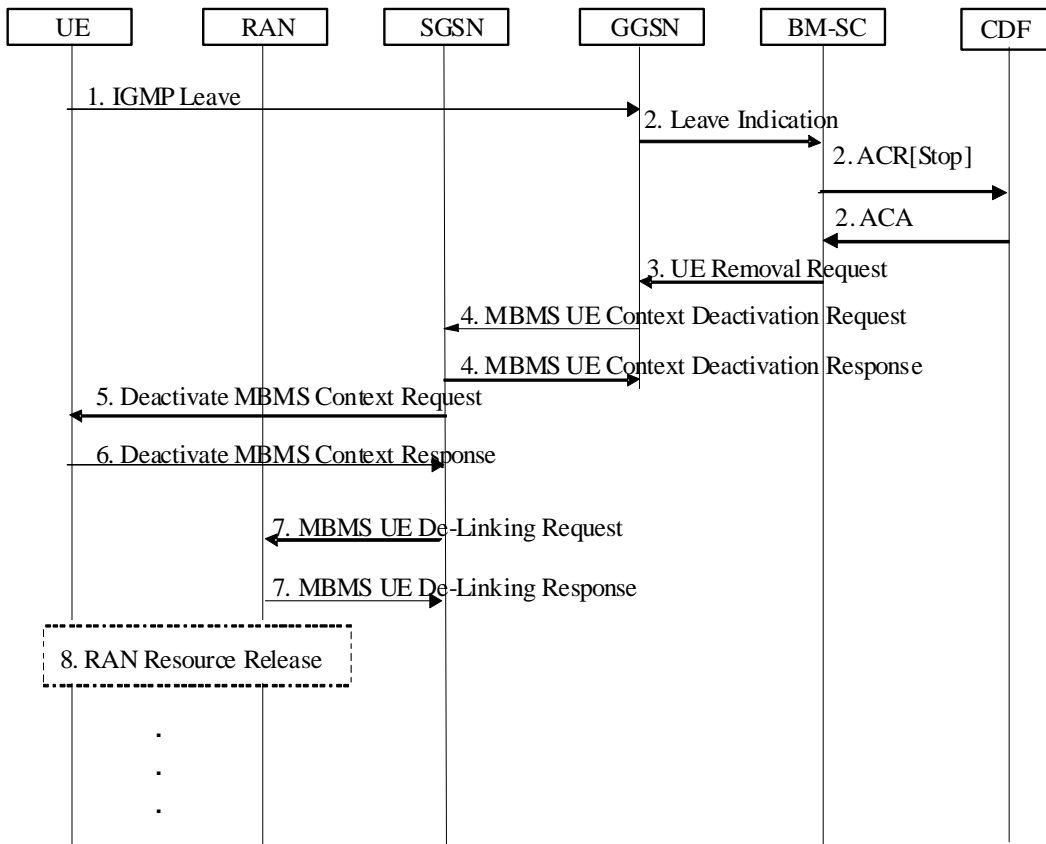 UE RAN SGSN GGSN BM-SC CDF
1. IGMP Leave
2. Leave Indication
2. ACR[Stop]
2. ACA
3. UE Removal Request
4. MBMS UE Context Deactivation Request
4. MBMS UE Context Deactivation Response
5. Deactivate MBMS Context Request
6. Deactivate MBMS Context Response
7. MBMS UE De-Linking Request
7. MBMS UE De-Linking Response
8. RAN Resource Release
.
.
.